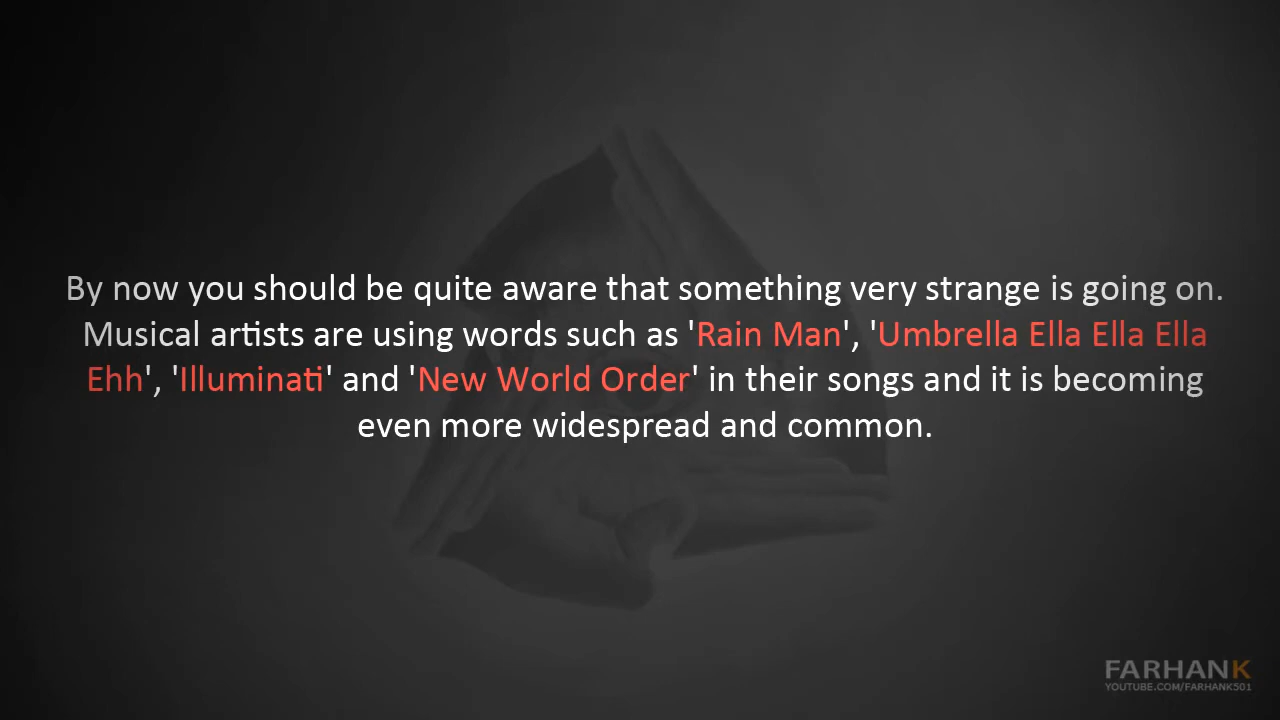 By now you should be quite aware that something very strange is going on.
Musical artists are using words such as 'Rain Man', 'Umbrella Ella Ella Ella
Ehh', 'Illuminati' and 'New World Order' in their songs and it is becoming
even more widespread and common.
FARHANK
YOUTUBE.COM/FARHANK501